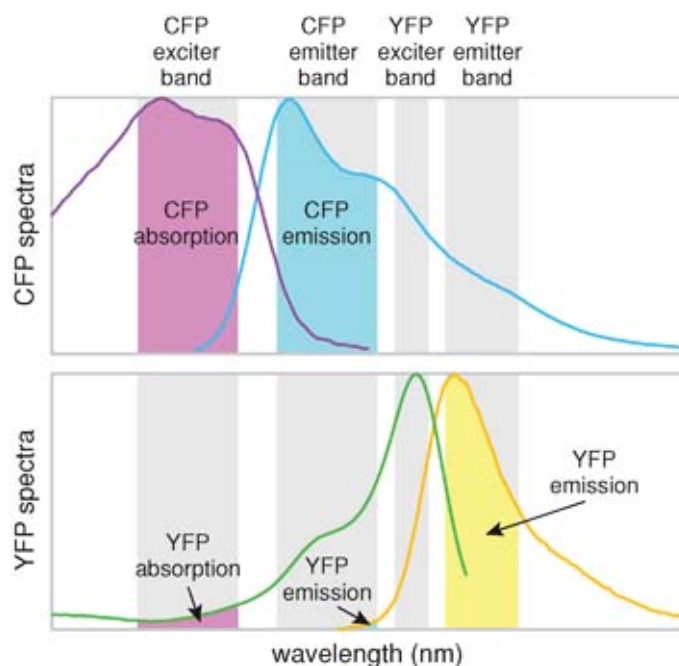 CFP
exciter
band
CFP
emitter
band
YFP
exciter
band
YFP
emitter
band
CFP spectra
CFP
absorption
CFP
emission
YFP spectra
YFP
absorption
YFP
emission
YFP
emission
wavelength (nm)